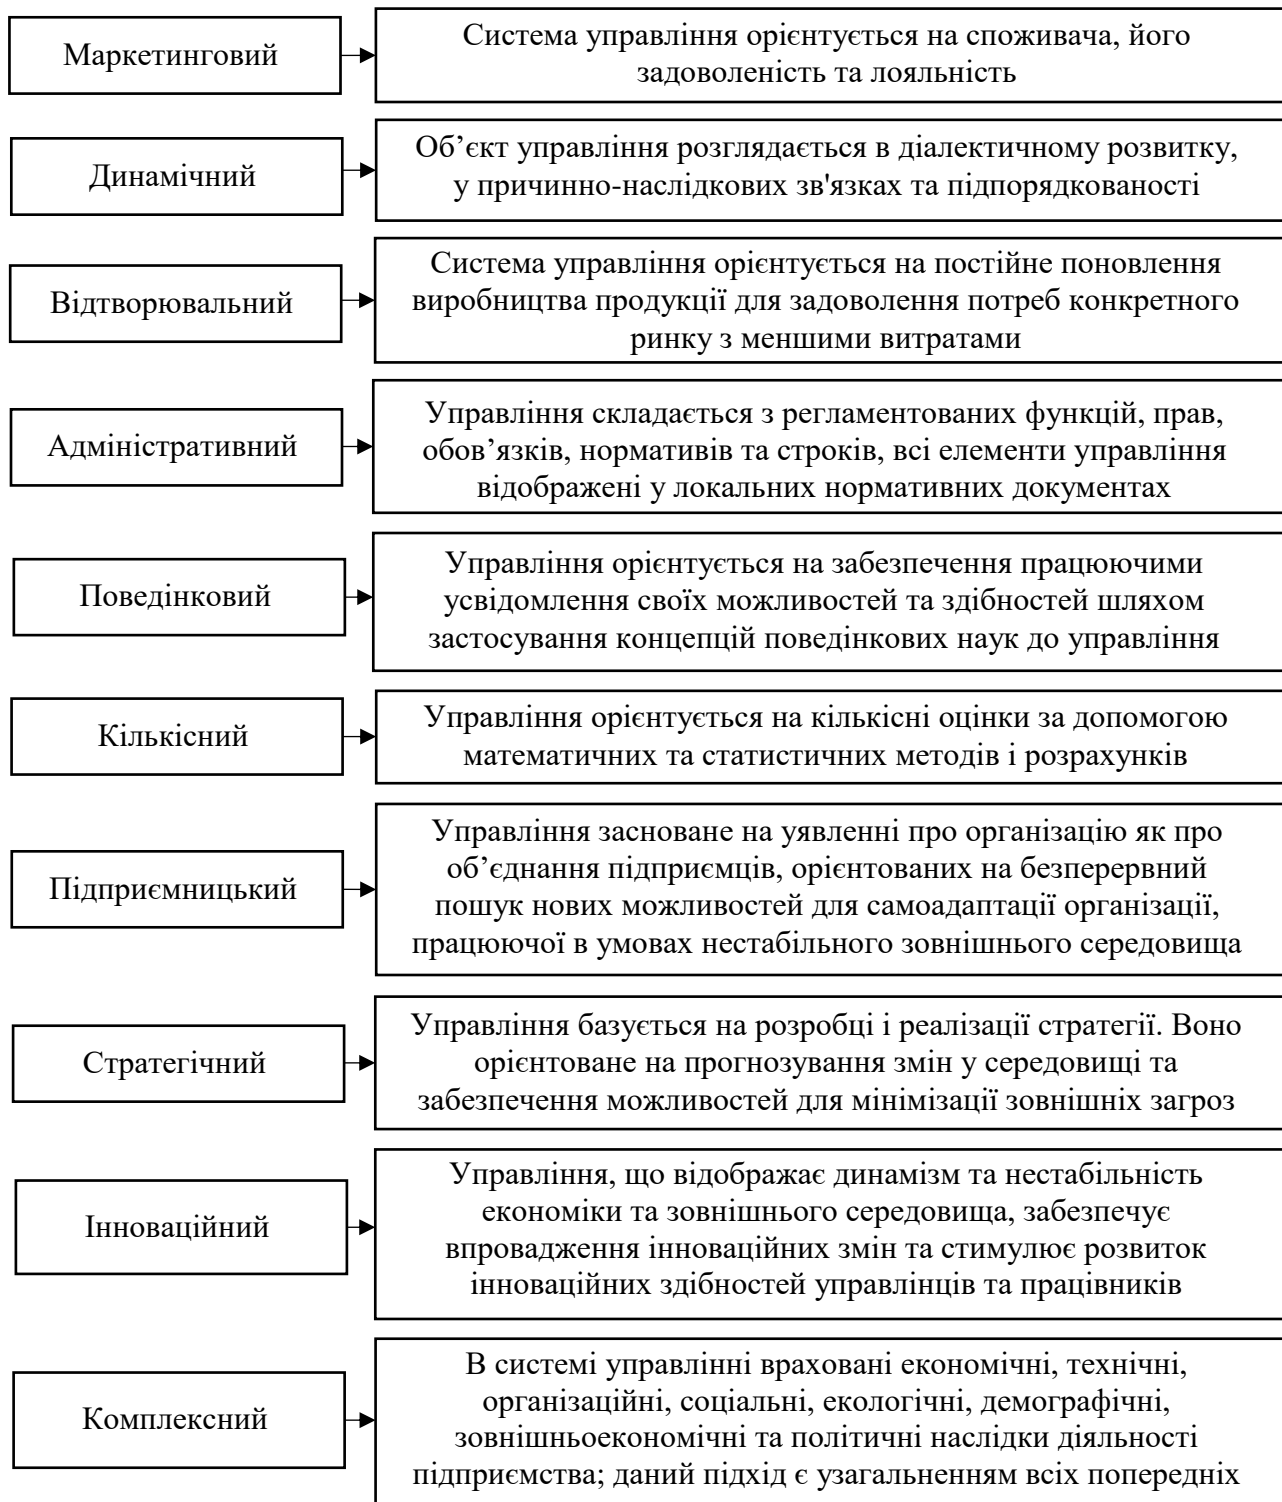 Маркетинговий
Система управління орієнтується на споживача, його
задоволеність та лояльність
Динамічний
Об’єкт управління розглядається в діалектичному розвитку,
у причинно-наслідкових зв'язках та підпорядкованості
Відтворювальний
Система управління орієнтується на постійне поновлення
виробництва продукції для задоволення потреб конкретного
ринку з меншими витратами
Адміністративний
Управління складається з регламентованих функцій, прав,
обов’язків, нормативів та строків, всі елементи управління
відображені у локальних нормативних документах
Поведінковий
Управління орієнтується на забезпечення працюючими
усвідомлення своїх можливостей та здібностей шляхом
застосування концепцій поведінкових наук до управління
Кількісний
Управління орієнтується на кількісні оцінки за допомогою
математичних та статистичних методів і розрахунків
Підприємницький
Управління засноване на уявленні про організацію як про
об’єднання підприємців, орієнтованих на безперервний
пошук нових можливостей для самоадаптації організації,
працюючої в умовах нестабільного зовнішнього середовища
Стратегічний
Управління базується на розробці і реалізації стратегії. Воно
орієнтоване на прогнозування змін у середовищі та
забезпечення можливостей для мінімізації зовнішніх загроз
Інноваційний
Управління, що відображає динамізм та нестабільність
економіки та зовнішнього середовища, забезпечує
впровадження інноваційних змін та стимулює розвиток
інноваційних здібностей управлінців та працівників
Комплексний
В системі управлінні враховані економічні, технічні,
організаційні, соціальні, екологічні, демографічні,
зовнішньоекономічні та політичні наслідки діяльності
підприємства; даний підхід є узагальненням всіх попередніх